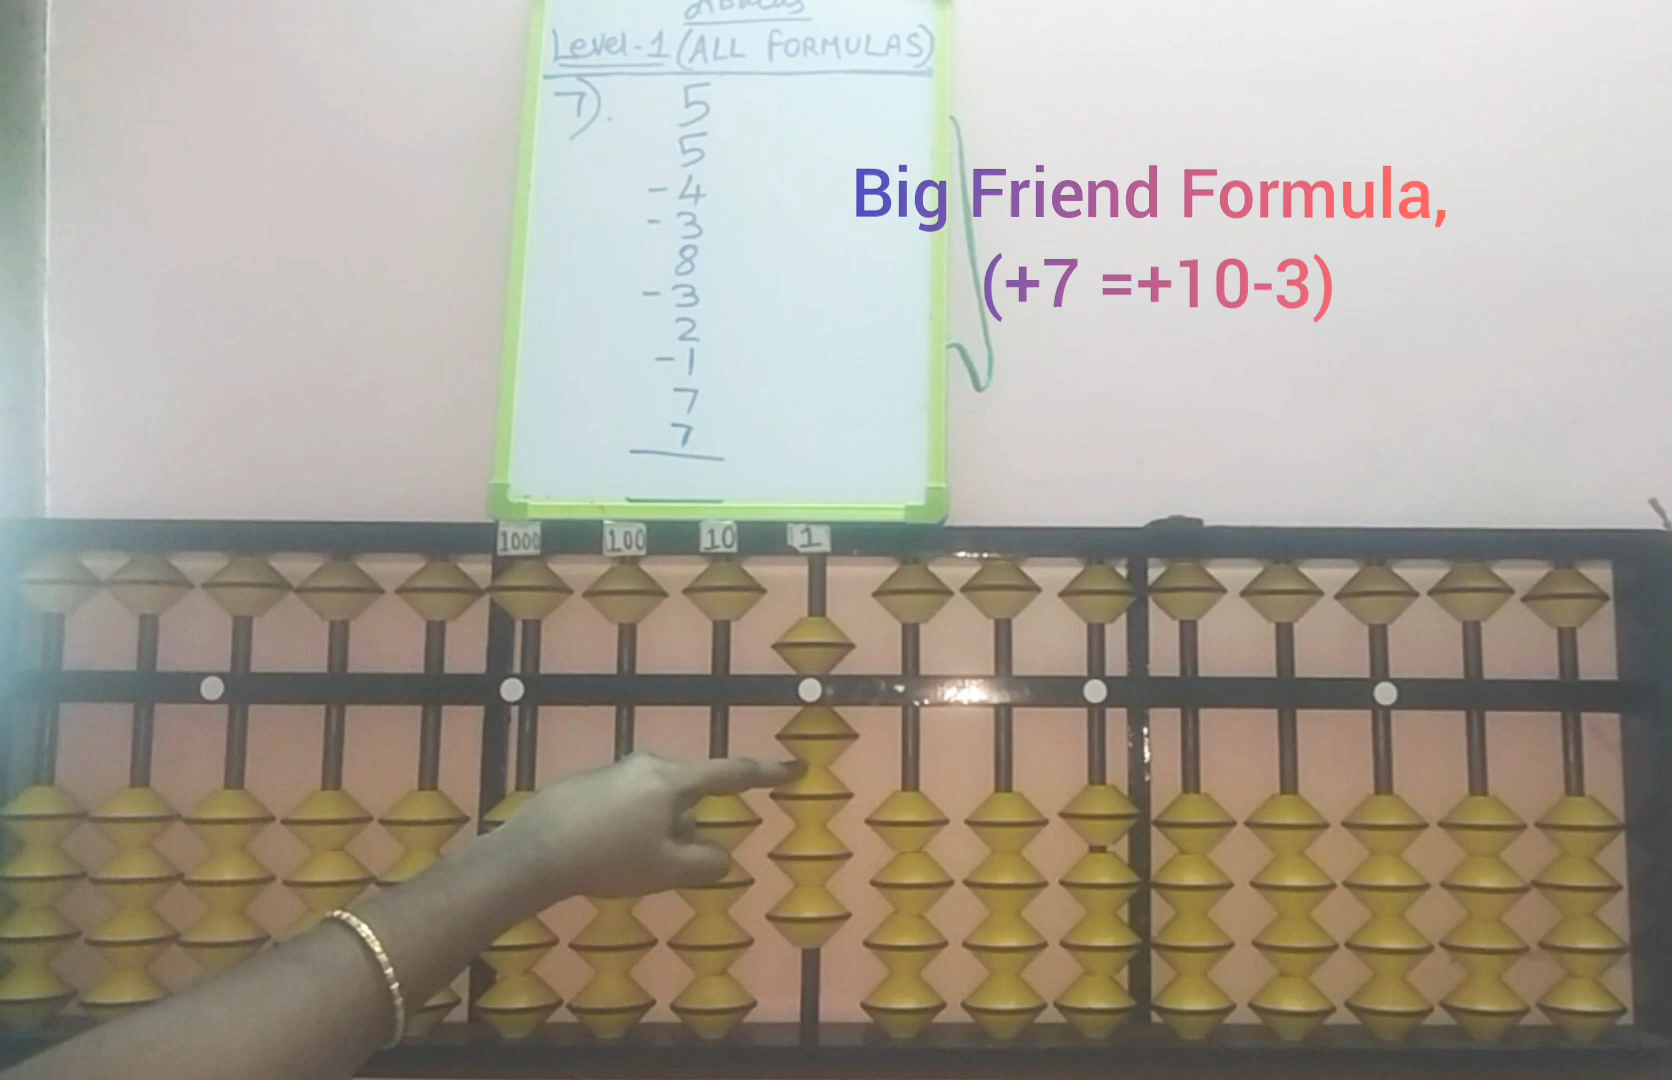 Abacus
Level-1 (ALL FORMULAS)
7). 5
5
-4
-3
8
-3
2
-1
7
7
Big Friend Formula,
(+7 =+10-3)
1000 100 10 1